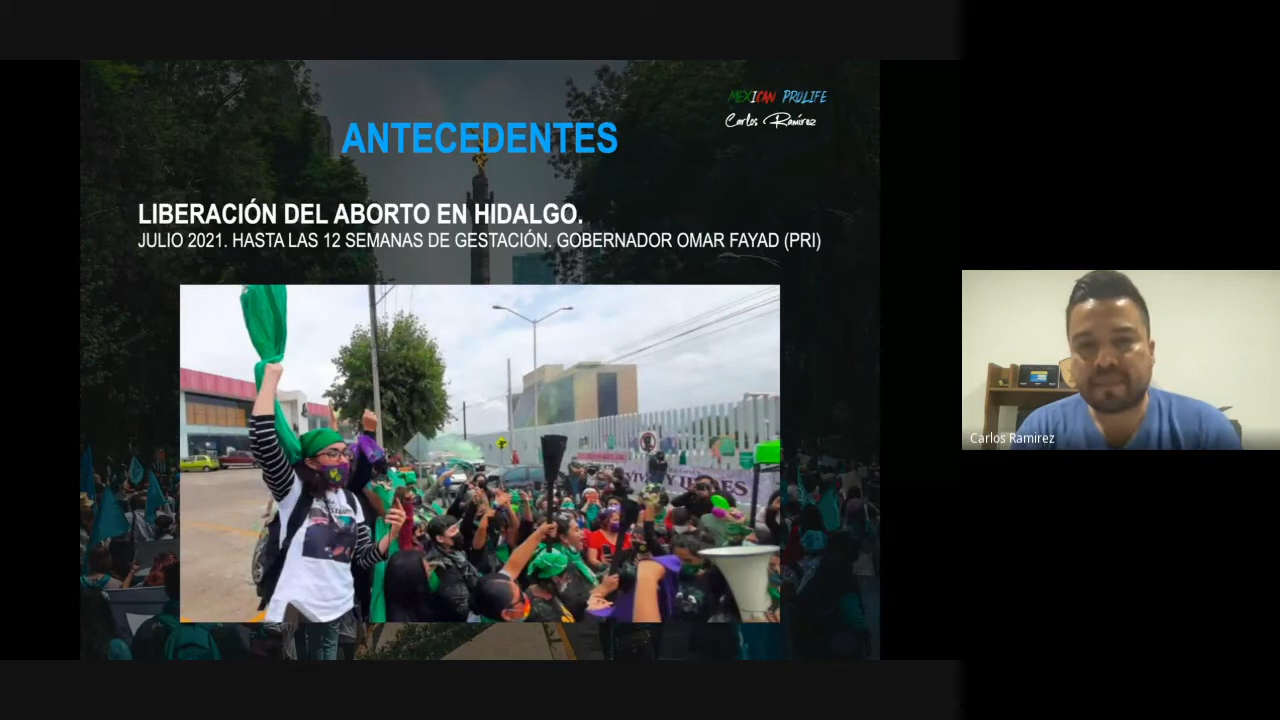 MEXICAN PROLIFE
Carlos Ramírez
ANTECEDENTES
LIBERACIÓN DEL ABORTO EN HIDALGO.
JULIO 2021. HASTA LAS 12 SEMANAS DE GESTACIÓN. GOBERNADOR OMAR FAYAD (PRI)
Carlos Ramirez